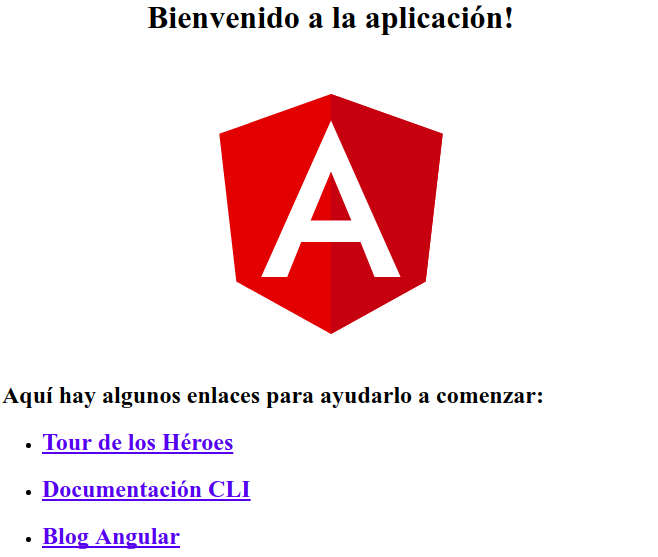 Bienvenido a la aplicación!
A
Aquí hay algunos enlaces para ayudarlo a comenzar:
Tour de los Héroes
Documentación CLI
Blog Angular